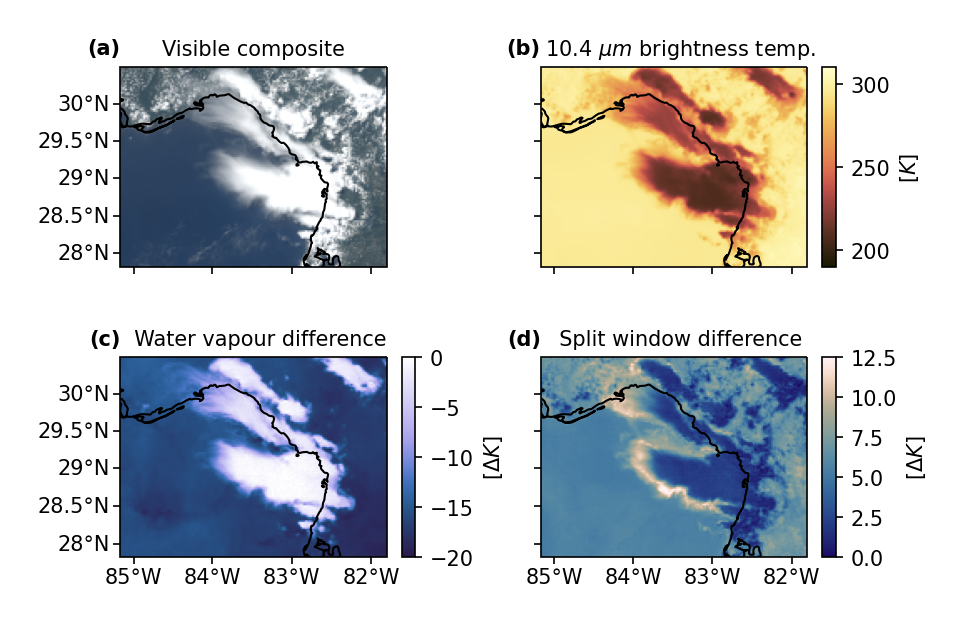 (a) Visible composite
30°N
29.5°N
29°N
28.5°N
28°N
(b) 10.4 μm brightness temp.
300
250
200
[K]
(c) Water vapour difference
30°N
29.5°N
29°N
28.5°N
28°N
85°W 84°W 83°W 82°W
0
−5
−10
−15
−20
[ΔK]
(d) Split window difference
85°W 84°W 83°W 82°W
12.5
10.0
7.5
5.0
2.5
0.0
[ΔK]